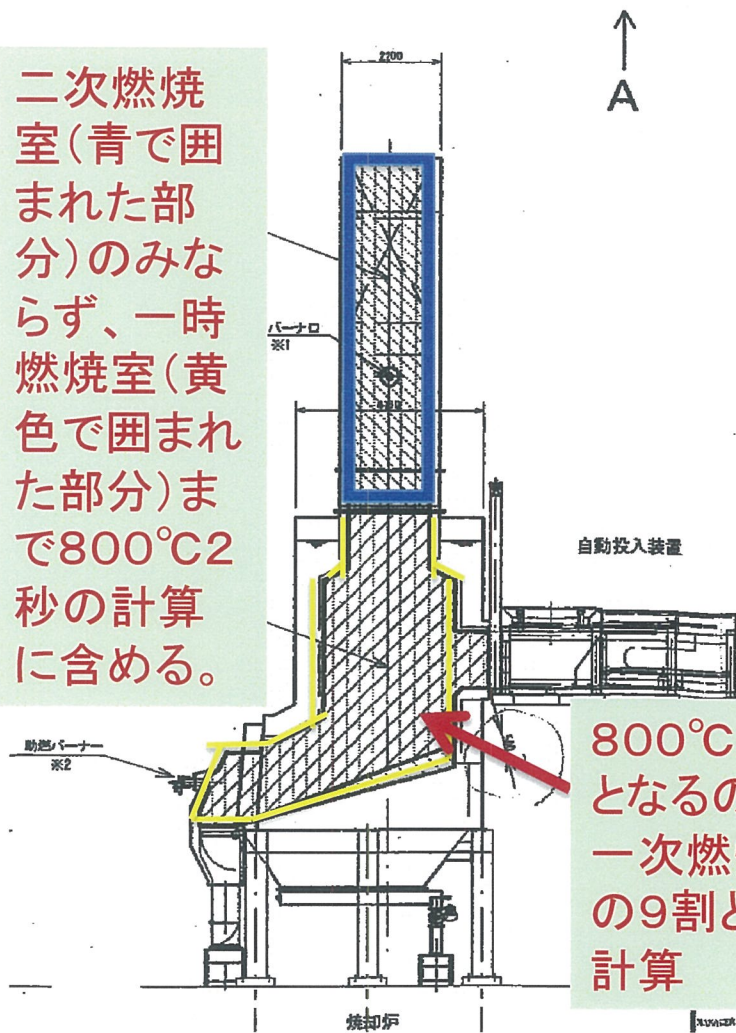 2200
A
二次燃焼
室(青で囲
まれた部
分)のみな
らず、一時
燃焼室(黄
色で囲まれ
た部分)ま
で800℃2
秒の計算
に含める。
バーナロ
※1
自動投入装置
助燃バーナー
※2
800℃
となるの
一次燃
の9割と
計算
焼却炉